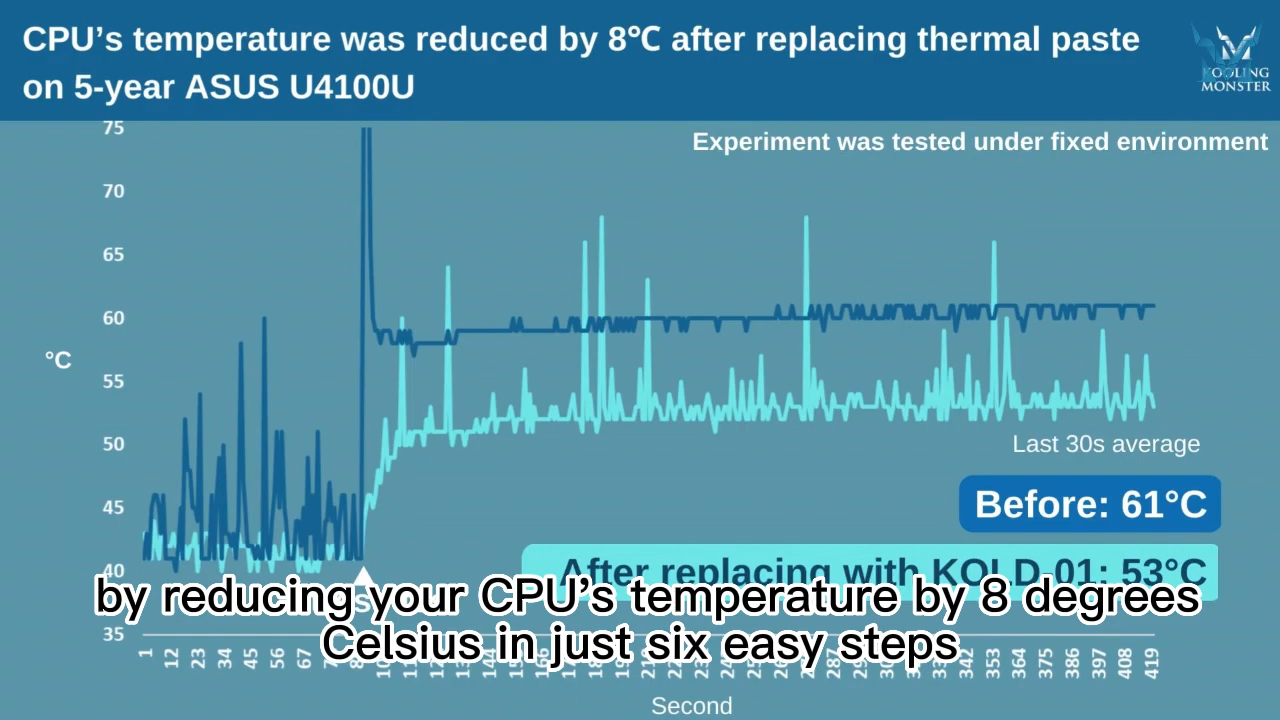 CPU’s temperature was reduced by 8℃ after replacing thermal paste
on 5-year ASUS U4100U
KOOLING
MONSTER
Experiment was tested under fixed environment
75
70
65
60
°C
55
50
45
40
35
Last 30s average
Before: 61°C
After replacing with KOLD-01: 53°C
by reducing your CPU’s temperature by 8 degrees
Celsius in just six easy steps
1 12 23 34 45 56 67 342 353 364 375 386 397 408 419
Second